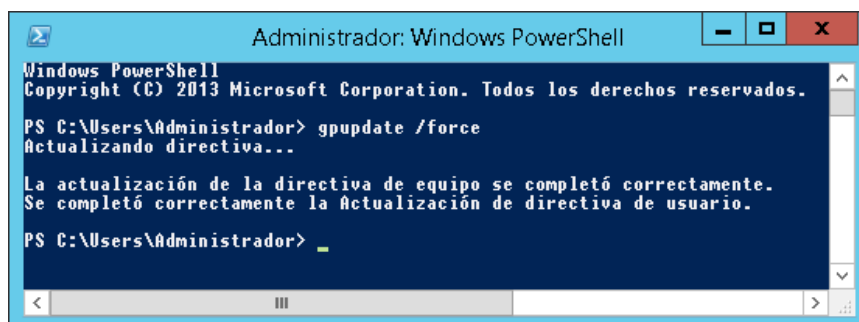 Administrador: Windows PowerShell
Windows PowerShell
Copyright (C) 2013 Microsoft Corporation. Todos los derechos reservados.
PS C:\Users\Administrador> gpupdate /force
Actualizando directiva...
La actualización de la directiva de equipo se completó correctamente.
Se completó correctamente la Actualización de directiva de usuario.
PS C:\Users\Administrador> _